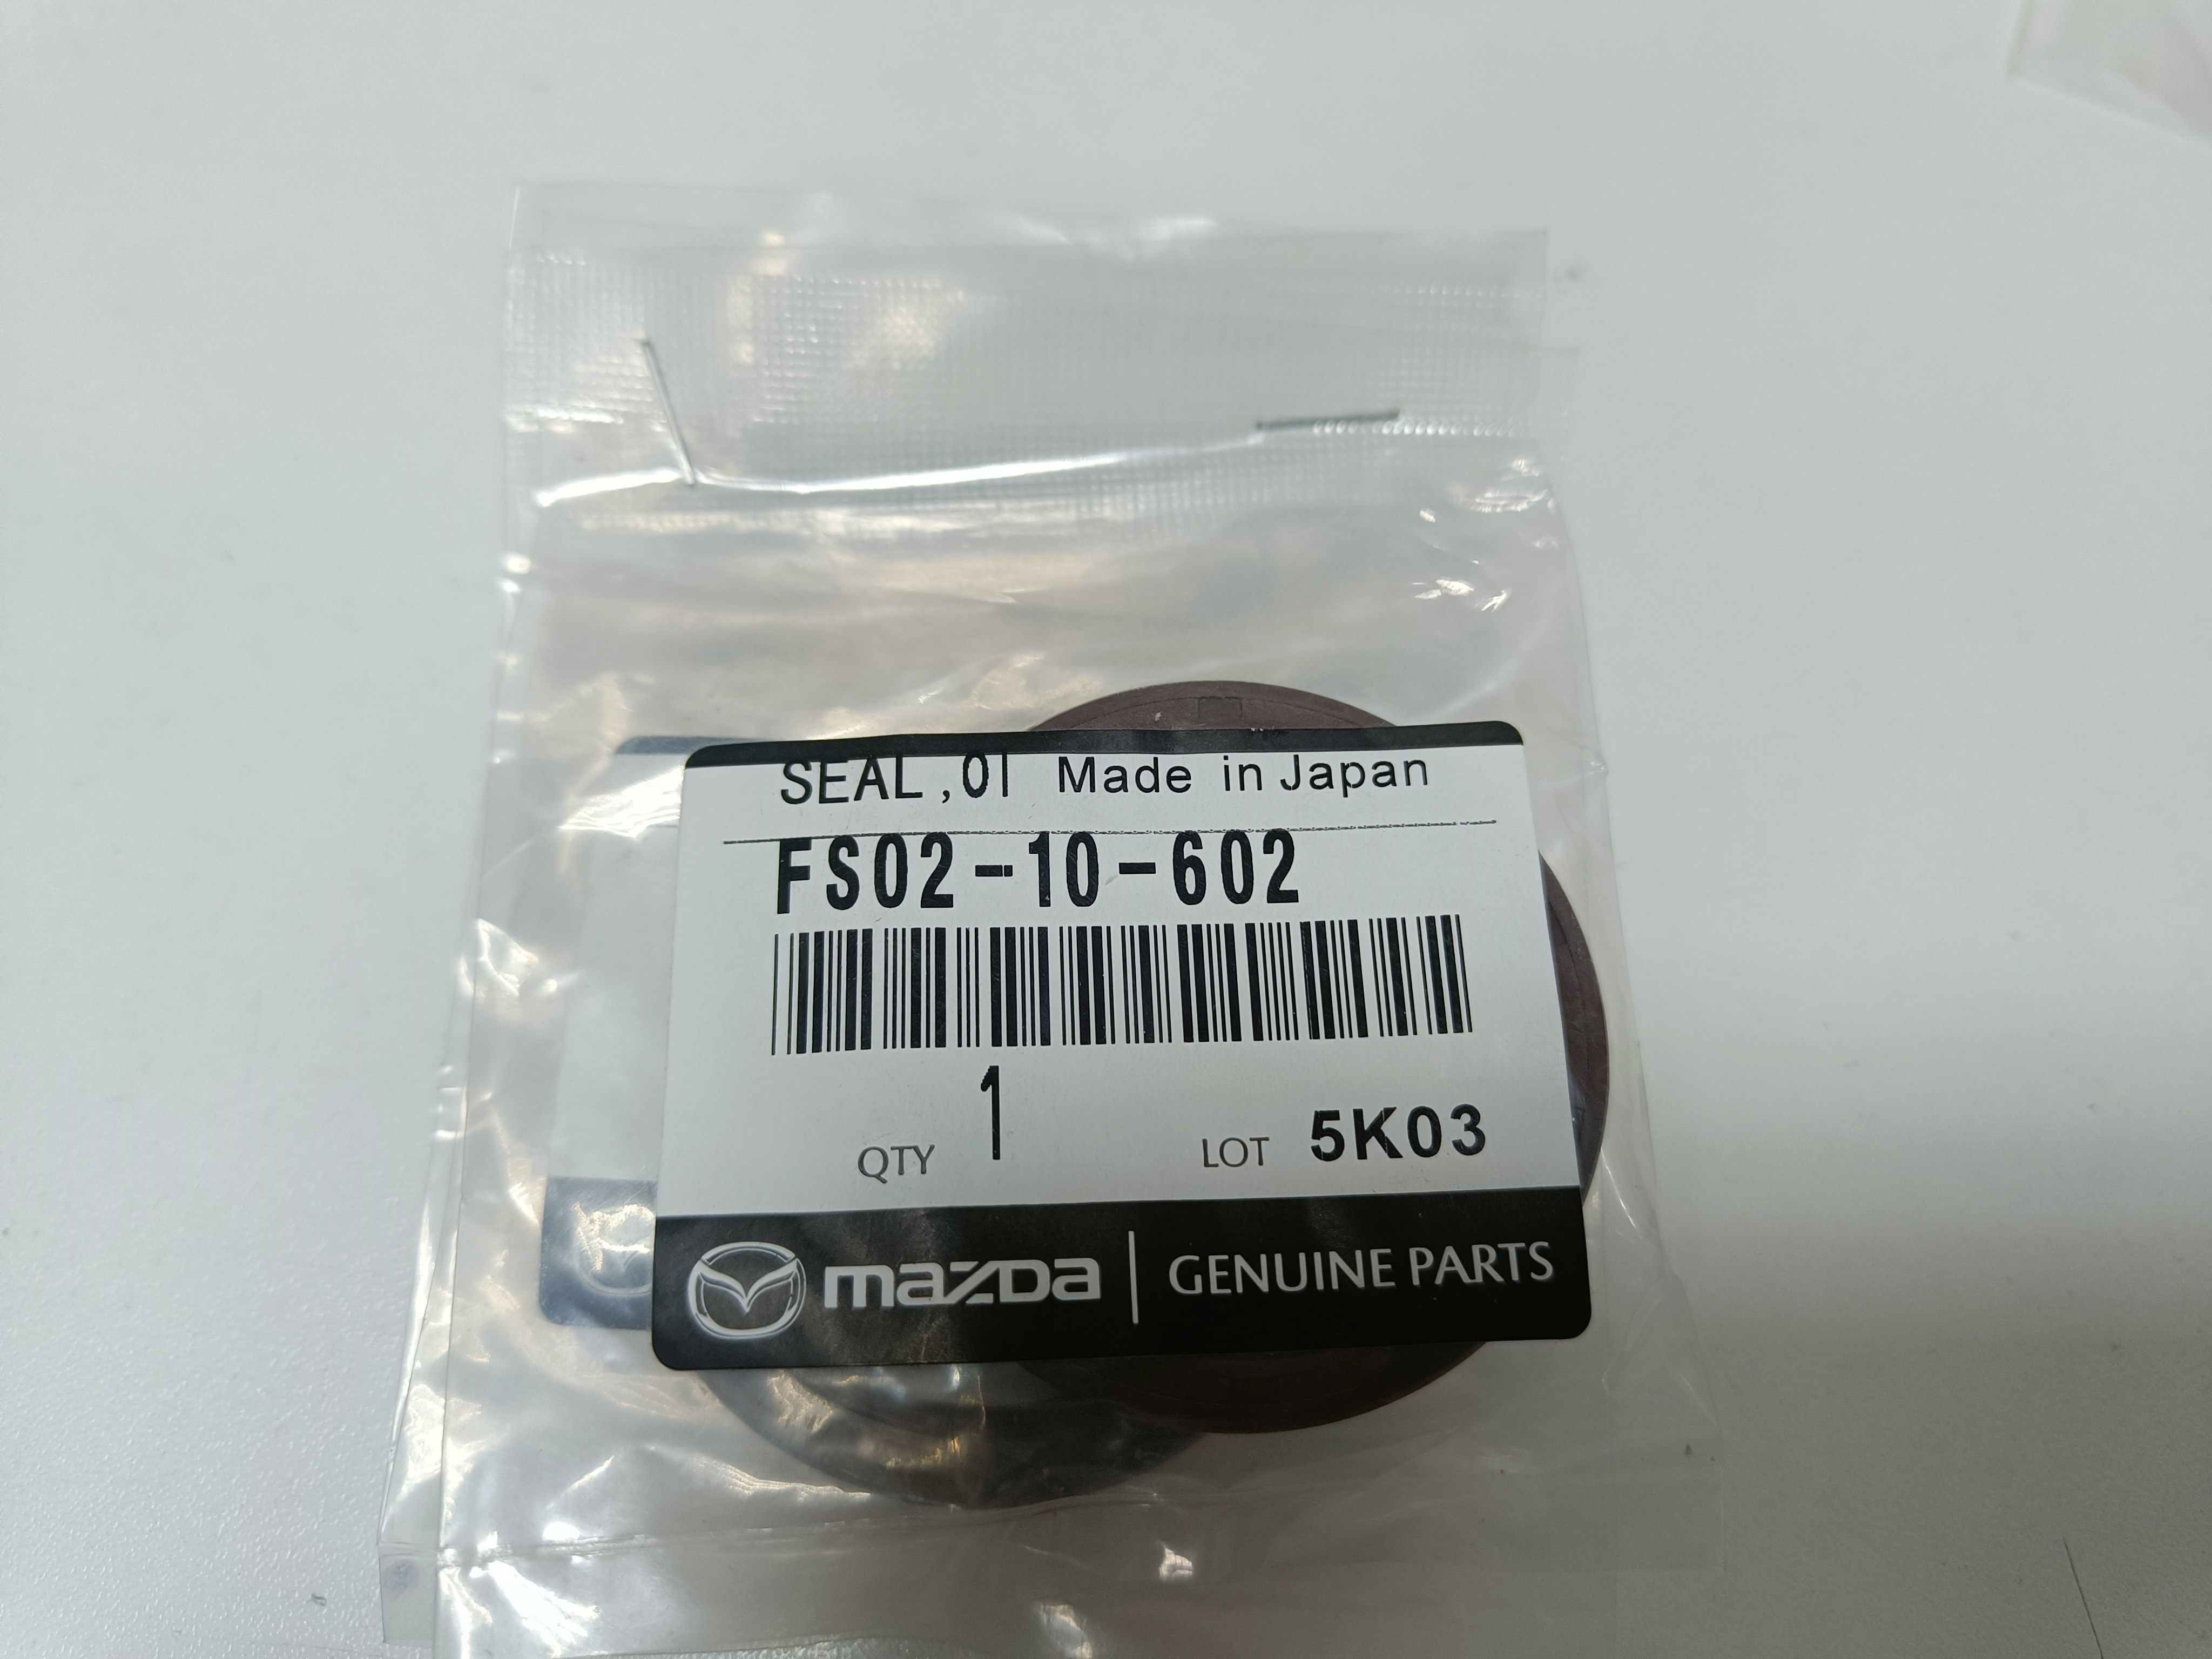 SEAL ,OI Made in Japan
FS02-10-602
QTY 1 LOT 5K03
mazda | GENUINE PARTS